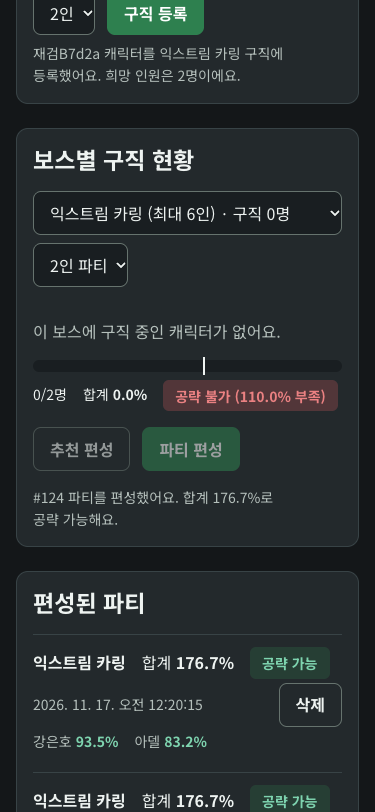 2인 구직 등록
재검B7d2a 캐릭터를 익스트림 카링 구직에
등록했어요. 희망 인원은 2명이에요.
보스별 구직 현황
익스트림 카링 (최대 6인) · 구직 0명
2인 파티
이 보스에 구직 중인 캐릭터가 없어요.
0/2명 합계 0.0% 공략 불가 (110.0% 부족)
추천 편성 파티 편성
#124 파티를 편성했어요. 합계 176.7%로
공략 가능해요.
편성된 파티
익스트림 카링 합계 176.7% 공략 가능
2026. 11. 17. 오전 12:20:15 삭제
강은호 93.5% 아델 83.2%
익스트림 카링 합계 176.7% 공략 가능